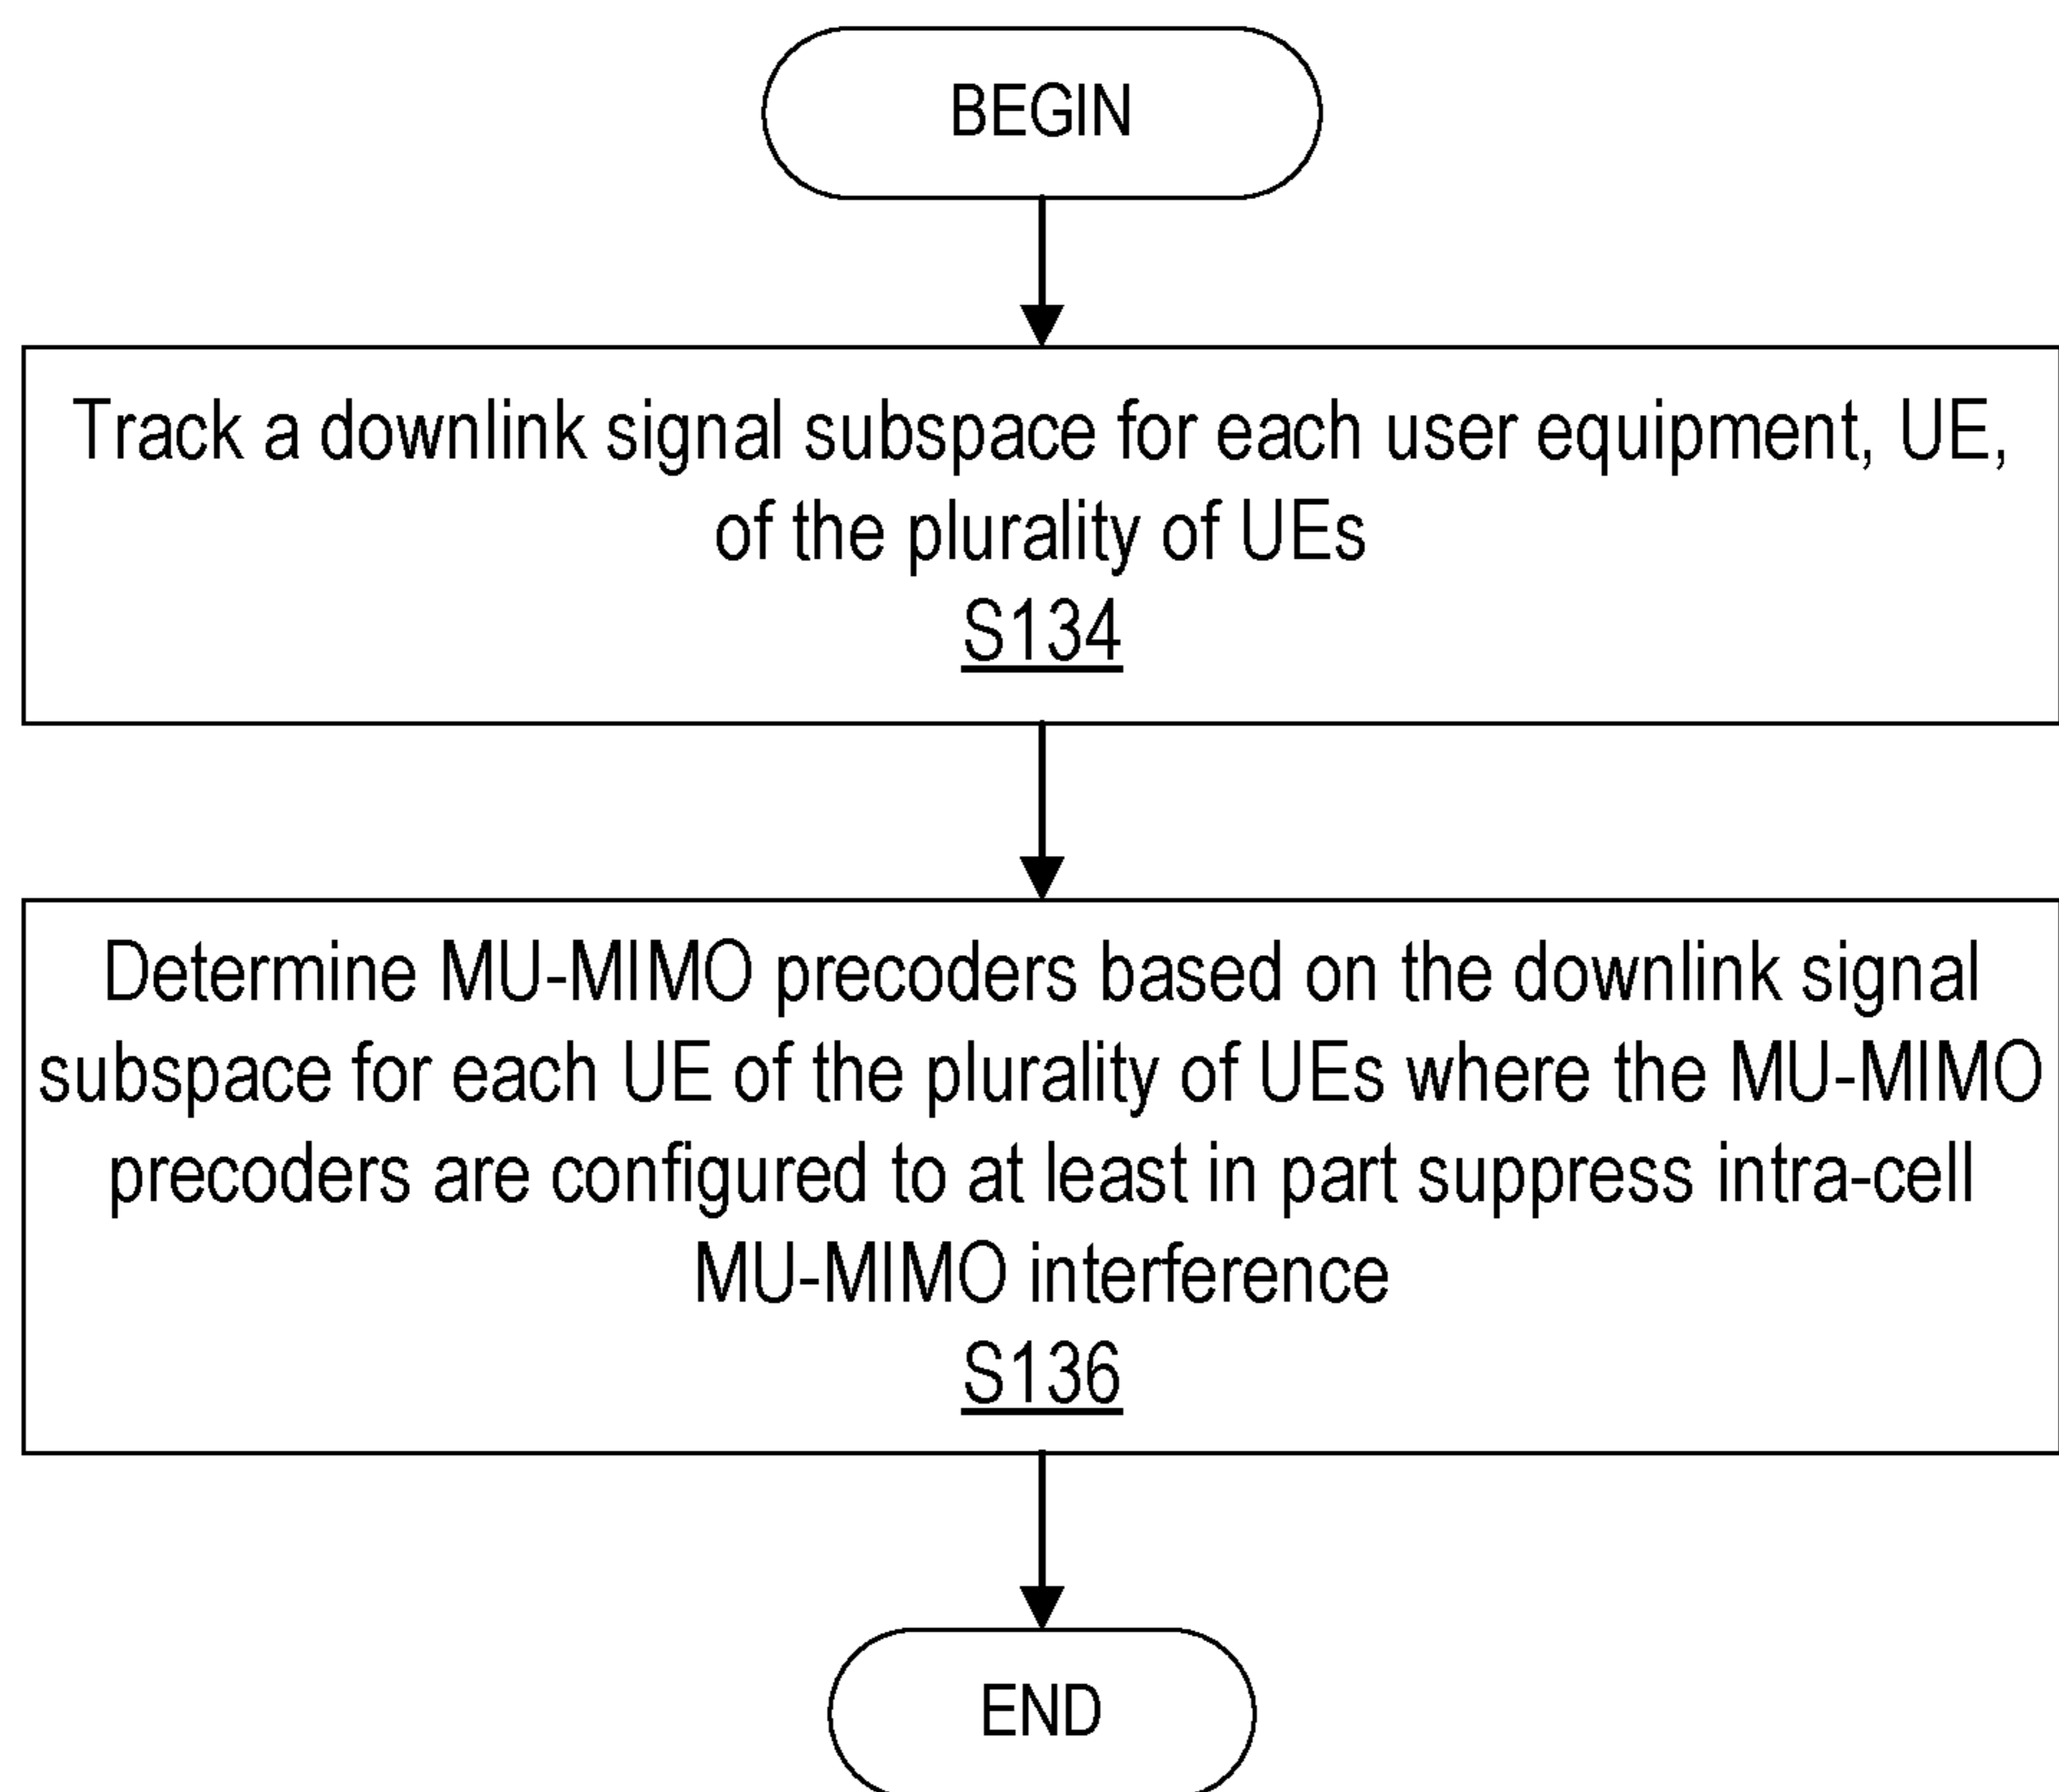 BEGIN
Track a downlink signal subspace for each user equipment, UE,
of the plurality of UEs
S134
Determine MU-MIMO precoders based on the downlink signal
subspace for each UE of the plurality of UEs where the MU-MIMO
precoders are configured to at least in part suppress intra-cell
MU-MIMO interference
S136
END